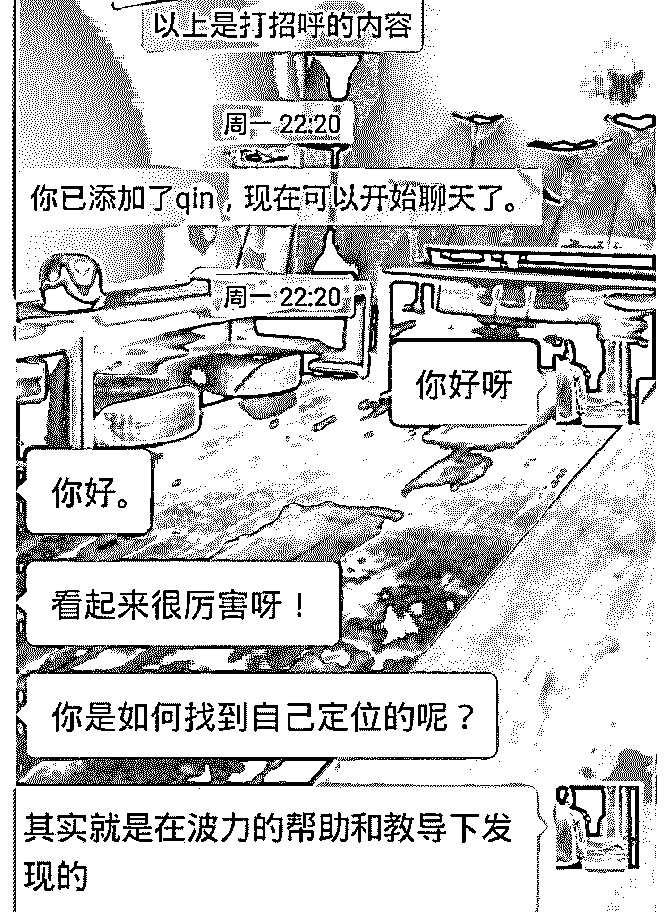 以上是打招呼的内容
周一 22:20
你已添加了qin，现在可以开始聊天了。
周一 22:20
你好呀
你好。
看起来很厉害呀！
你是如何找到自己定位的呢？
其实就是在波力的帮助和教导下发
现的